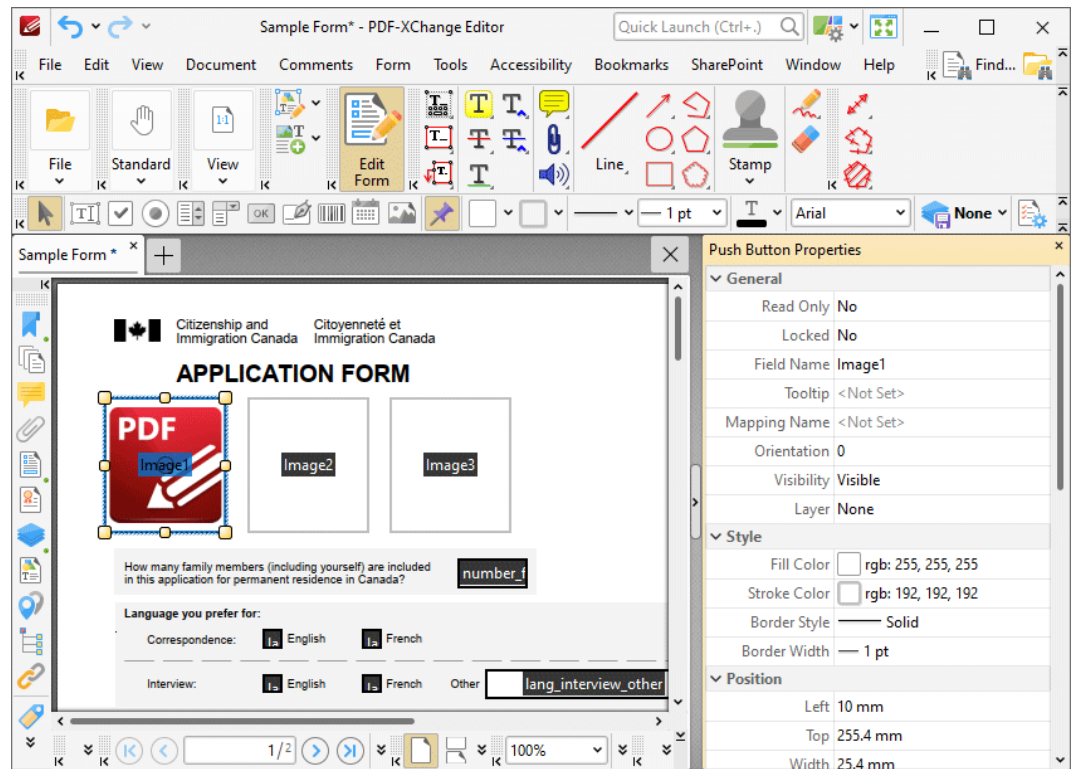 Sample Form* - PDF-XChange Editor
Quick Launch (Ctrl+.)
File Edit View Document Comments Form Tools Accessibility Bookmarks SharePoint Window Help Find...
File
Standard
1:1
View
T
Edit Form
T
Line
Stamp
OK
1 pt
T
Arial
None
Sample Form *
Push Button Properties
General
Read Only No
Locked No
Field Name Image1
Tooltip <Not Set>
Mapping Name <Not Set>
Orientation 0
Visibility Visible
Layer None
Style
Fill Color rgb: 255, 255, 255
Stroke Color rgb: 192, 192, 192
Border Style Solid
Border Width 1 pt
Position
Left 10 mm
Top 255.4 mm
Width 25.4 mm
Citizenship and Citoyenneté et
Immigration Canada Immigration Canada
APPLICATION FORM
PDF
Image1 Image2 Image3
How many family members (including yourself) are included
in this application for permanent residence in Canada?
number_f
Language you prefer for:
Correspondence: la English la French
Interview: la English la French Other lang_interview_other
1/2
100%